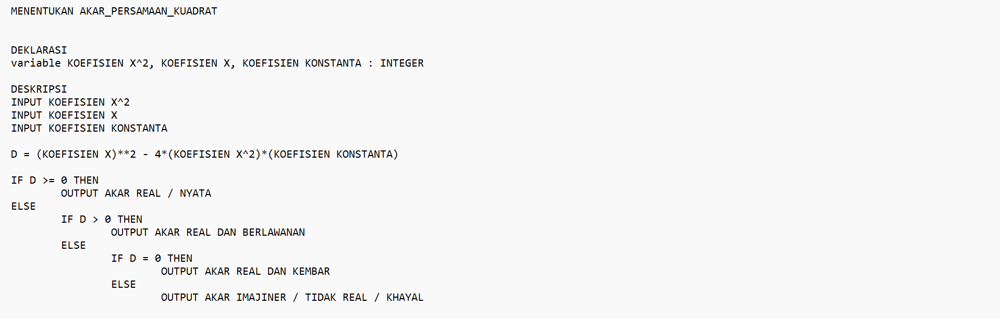 MENENTUKAN AKAR_PERSAMAAN_KUADRAT
DEKLARASI
variable KOEFISIEN X^2, KOEFISIEN X, KOEFISIEN KONSTANTA : INTEGER
DESKRIPSI
INPUT KOEFISIEN X^2
INPUT KOEFISIEN X
INPUT KOEFISIEN KONSTANTA
D = (KOEFISIEN X)**2 - 4*(KOEFISIEN X^2)*(KOEFISIEN KONSTANTA)
IF D >= 0 THEN
OUTPUT AKAR REAL / NYATA
ELSE
IF D > 0 THEN
OUTPUT AKAR REAL DAN BERLAWANAN
ELSE
IF D = 0 THEN
OUTPUT AKAR REAL DAN KEMBAR
ELSE
OUTPUT AKAR IMAJINER / TIDAK REAL / KHAYAL